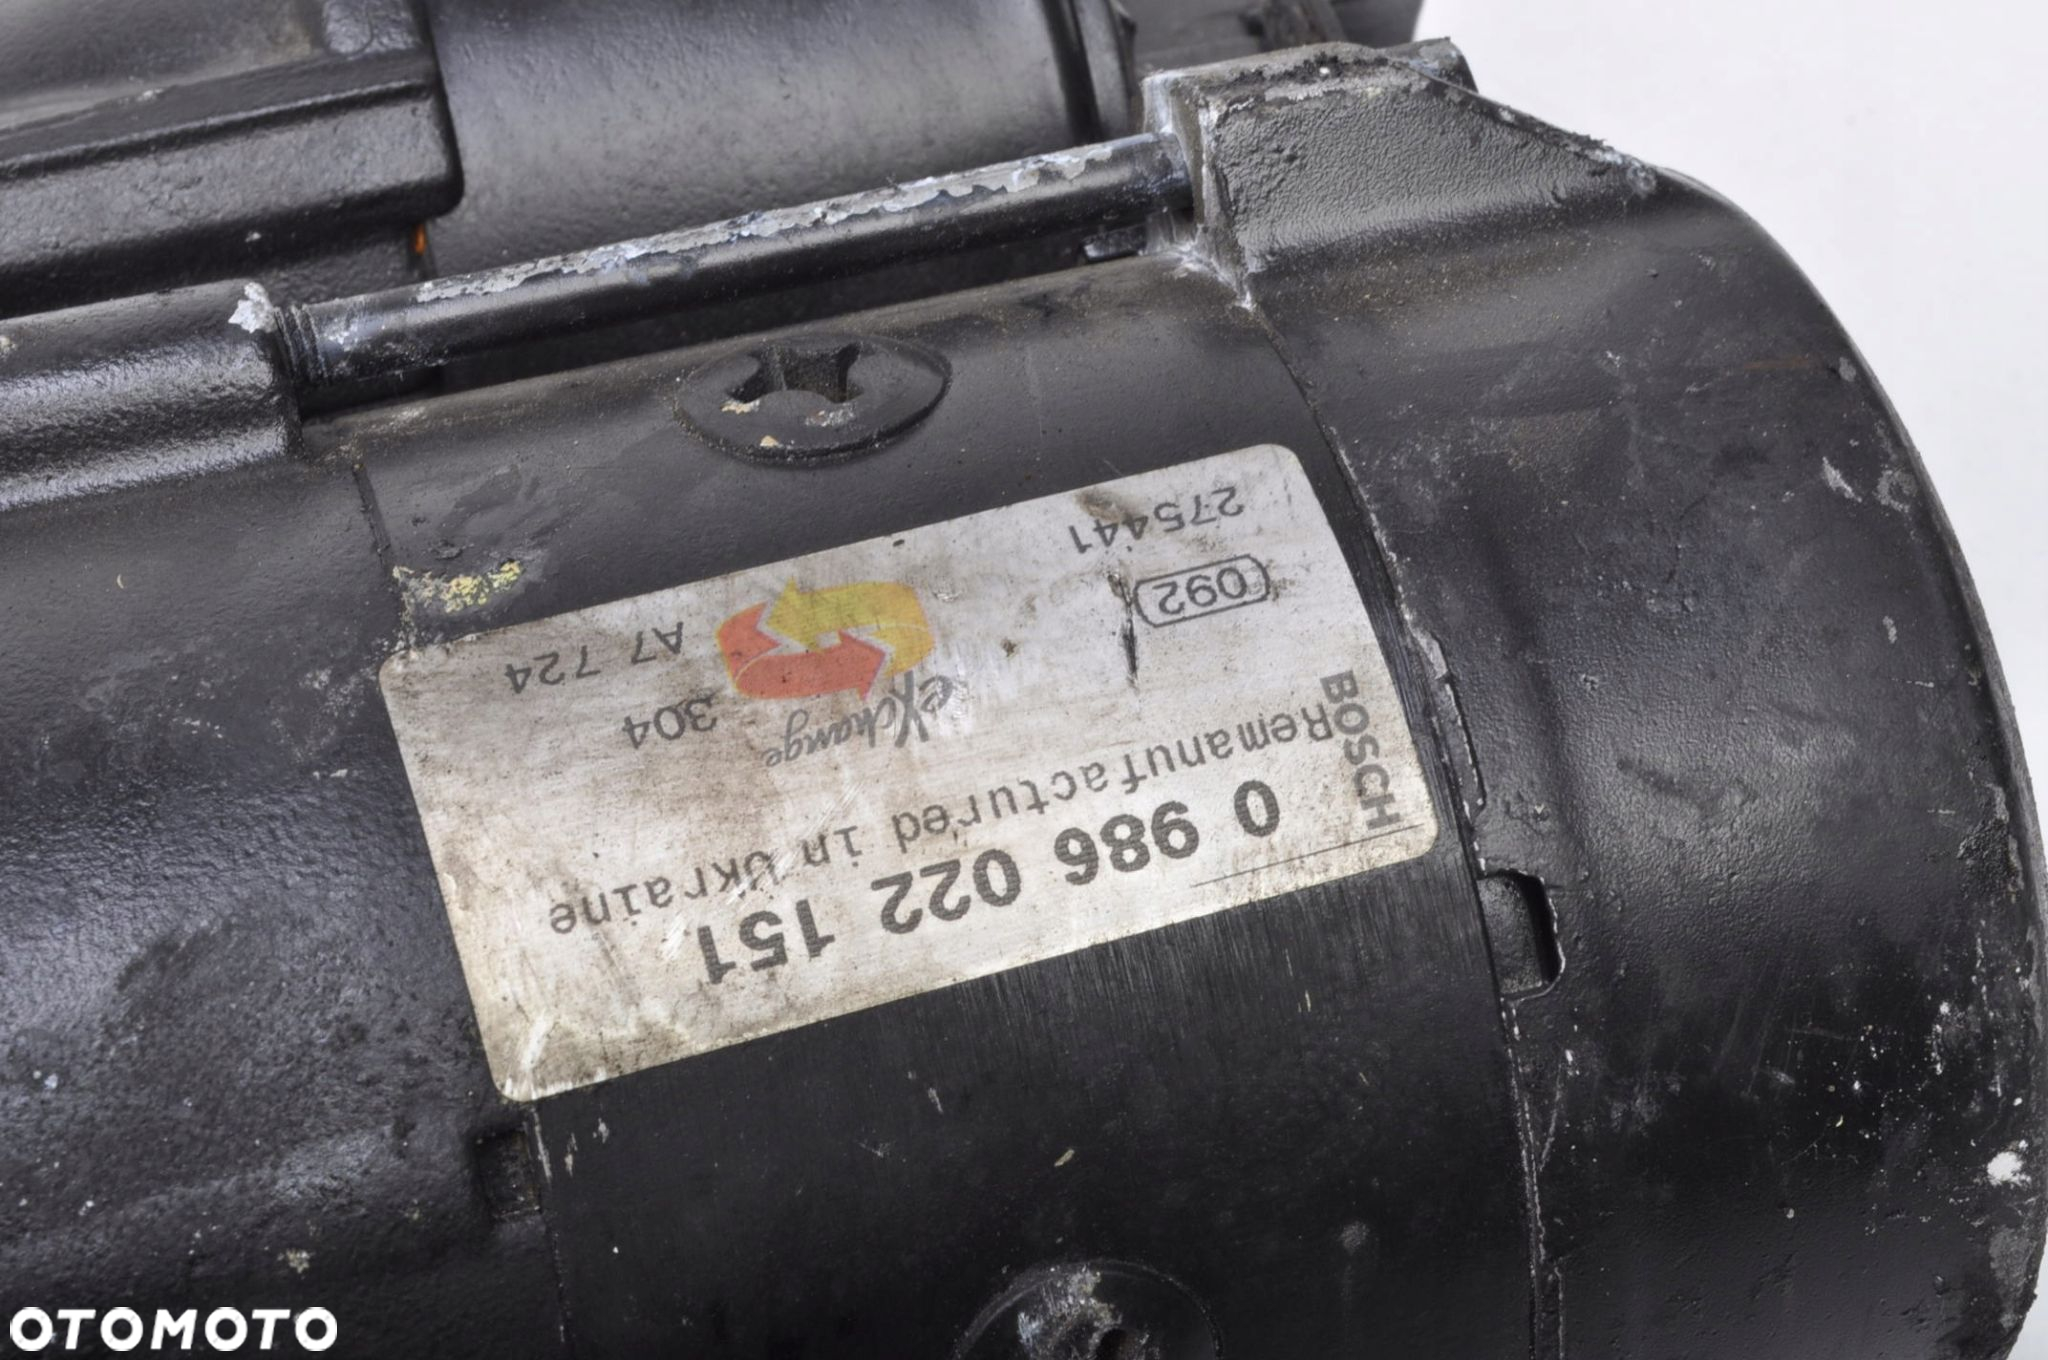 BOSCH
0 986 022 151
Remanufactured in Ukraine
eXchange
304
A7 724
092
275441
OTOMOTO